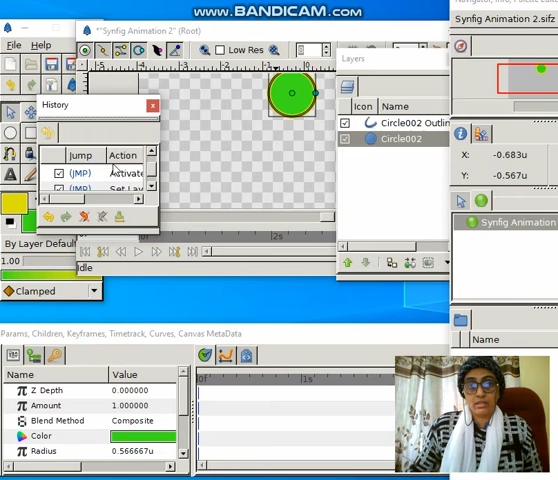 WWW.BANDICAM.COM
Synfig Animation 2.sifz
*"Synfig Animation 2" (Root)
File
Low Res
Layers
History
Icon Name
Circle002 Outlin
Circle002
Jump Action
(JMP) Activate
(JMP) Set Lay
X: -0.683u
Y: -0.567u
Synfig Animation
By Layer Default
1.00
2s
Idle
Clamped
Params, Children, Keyframes, Timetrack, Curves, Canvas MetaData
Name
Name Value
0f 1s
Z Depth 0.000000
Amount 1.000000
Blend Method Composite
Color
Radius 0.566667u